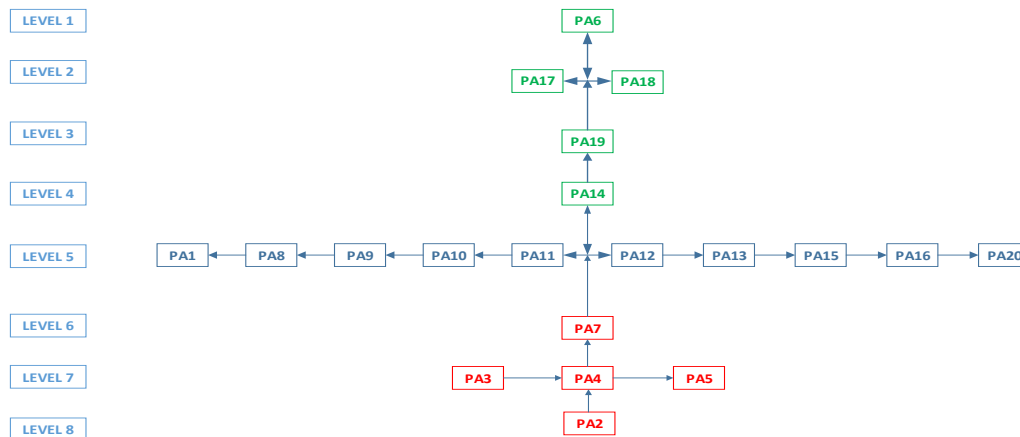 LEVEL 1
PA6
LEVEL 2
PA17 PA18
LEVEL 3
PA19
LEVEL 4
PA14
LEVEL 5
PA1 PA8 PA9 PA10 PA11 PA12 PA13 PA15 PA16 PA20
LEVEL 6
PA7
LEVEL 7
PA3 PA4 PA5
LEVEL 8
PA2